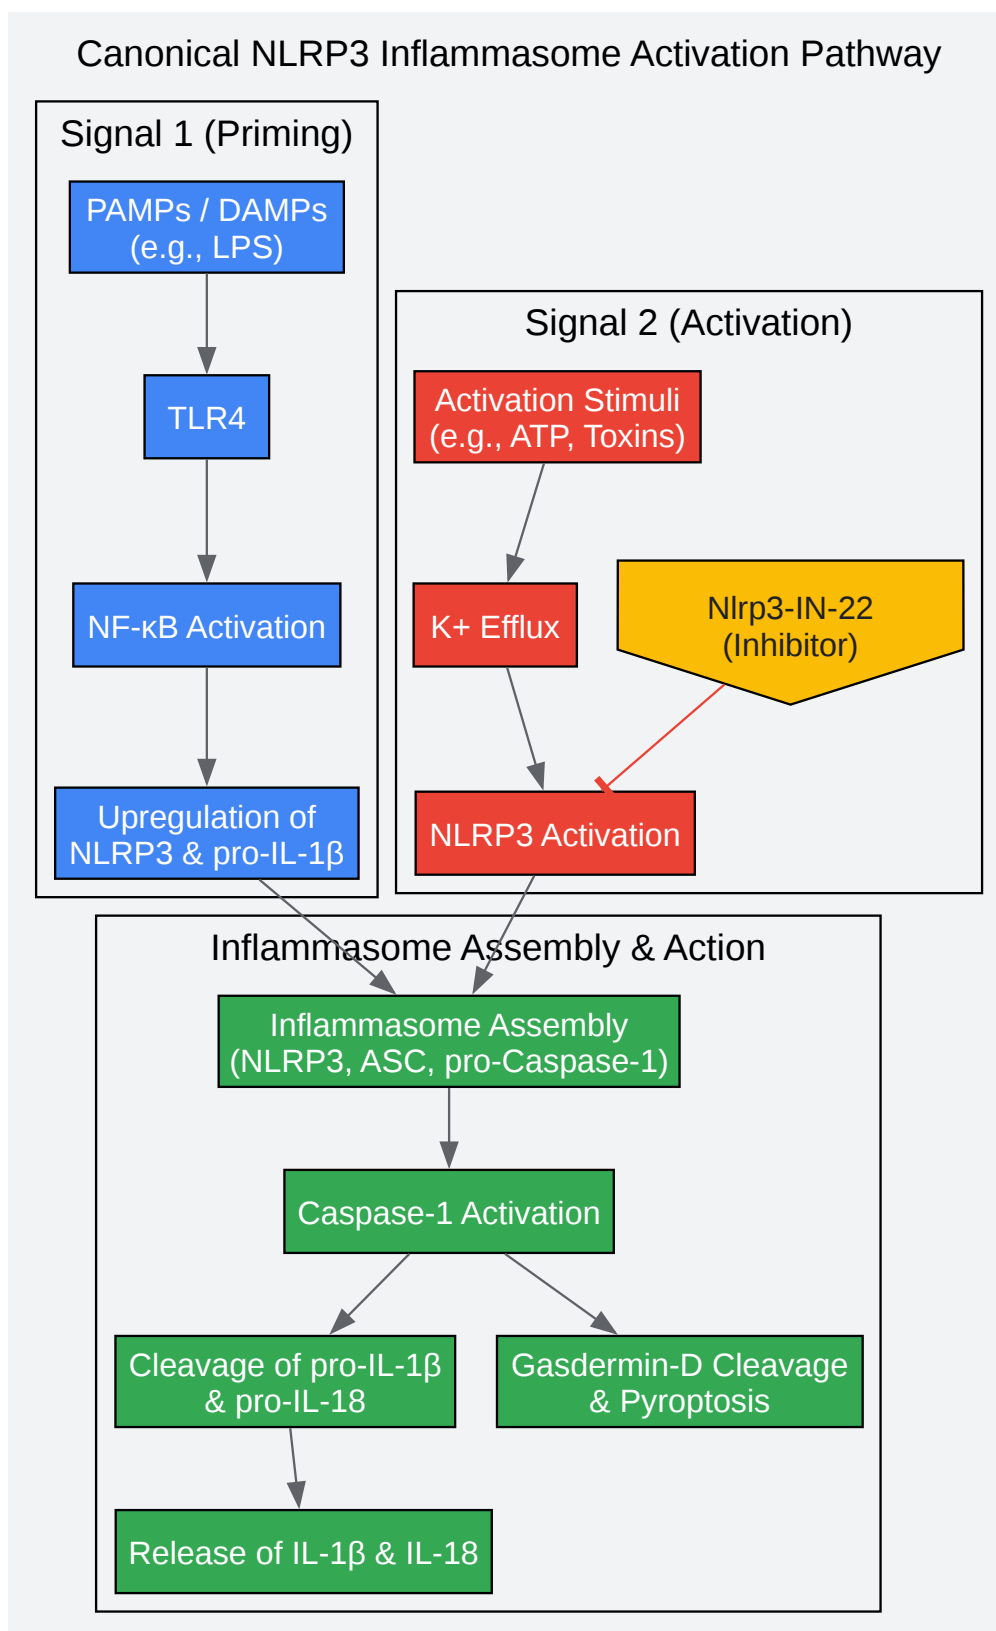 Canonical NLRP3 Inflammasome Activation Pathway
Signal 1 (Priming)
PAMPs / DAMPs
(e.g., LPS)
TLR4
NF-κB Activation
Upregulation of
NLRP3 & pro-IL-1β
Signal 2 (Activation)
Activation Stimuli
(e.g., ATP, Toxins)
K+ Efflux
Nlrp3-IN-22
(Inhibitor)
NLRP3 Activation
Inflammasome Assembly & Action
Inflammasome Assembly
(NLRP3, ASC, pro-Caspase-1)
Caspase-1 Activation
Cleavage of pro-IL-1β
& pro-IL-18
Gasdermin-D Cleavage
& Pyroptosis
Release of IL-1β & IL-18